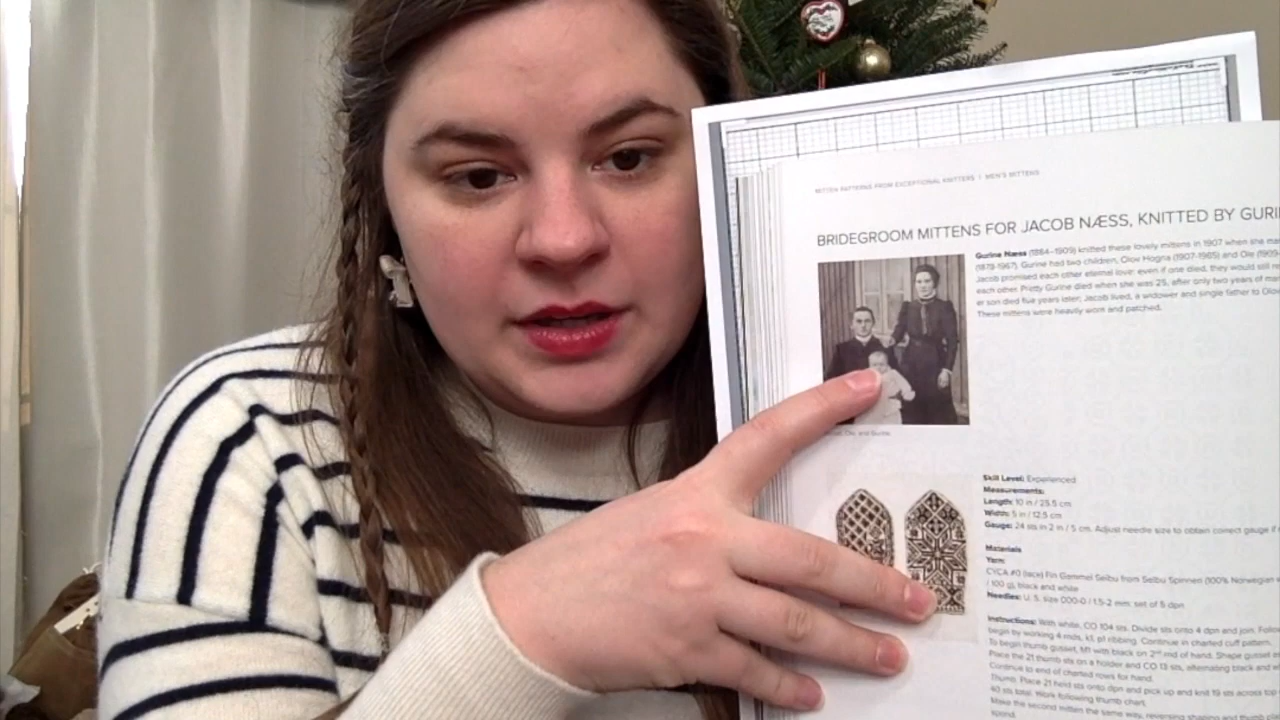 MITTEN PATTERNS FROM EXCEPTIONAL KNITTERS | MEN'S MITTENS
BRIDEGROOM MITTENS FOR JACOB NÆSS, KNITTED BY
Gurine Næss (1884–1909) knitted these lovely mittens in 1907 when she
(1878-1967). Gurine had two children, Olav Hogna (1907-1985) and Ole (1909-
Jacob promised each other eternal love: even if one died, they would still
each other. Pretty Gurine died when she was 25, after only two years of
er son died five years later; Jacob lived, a widower and single father to
These mittens were heavily worn and patched.
Ole, and Gurine
Skill Level: Experienced
Measurements:
Length: 10 in / 25.5 cm
Width: 5 in / 12.5 cm
Gauge: 24 sts in 2 in / 5 cm. Adjust needle size to obtain correct gauge
Materials
Yarn:
CYCA #0 (lace) Fin Gammel Selbu from Selbu Spinneri (100% Norwegian
/ 100 g), black and white
Needles: U. S. size 000-0 / 1.5-2 mm: set of 5 dpn
Instructions: With white, CO 104 sts. Divide sts onto 4 dpn and join.
begin by working 4 rnds, k1, p1 ribbing. Continue in charted cuff pattern.
To begin thumb gusset, M1 with black on 2nd rnd of hand. Shape gusset
Place the 21 thumb sts on a holder and CO 13 sts, alternating black and
Continue to end of charted rows for hand.
Thumb: Place 21 held sts onto dpn and pick up and knit 19 sts across top
40 sts total. Work following thumb chart.
Make the second mitten the same way, reversing shaping and thumb